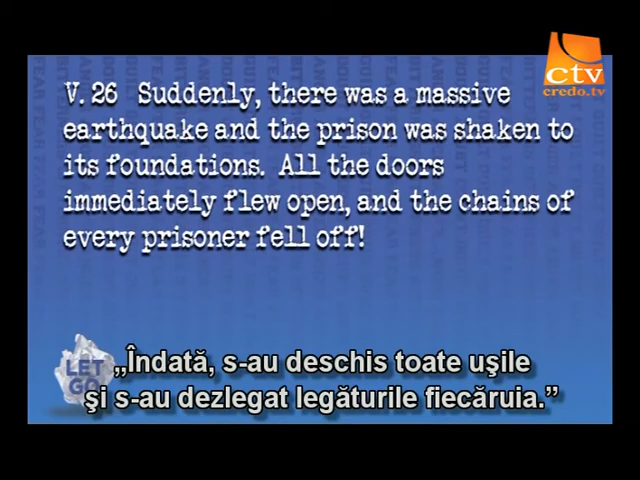 ctv
credo.tv
V. 26 Suddenly, there was a massive
earthquake and the prison was shaken to
its foundations. All the doors
immediately flew open, and the chains of
every prisoner fell off!
LET
GO
„Îndată, s-au deschis toate uşile
şi s-au dezlegat legăturile fiecăruia.”